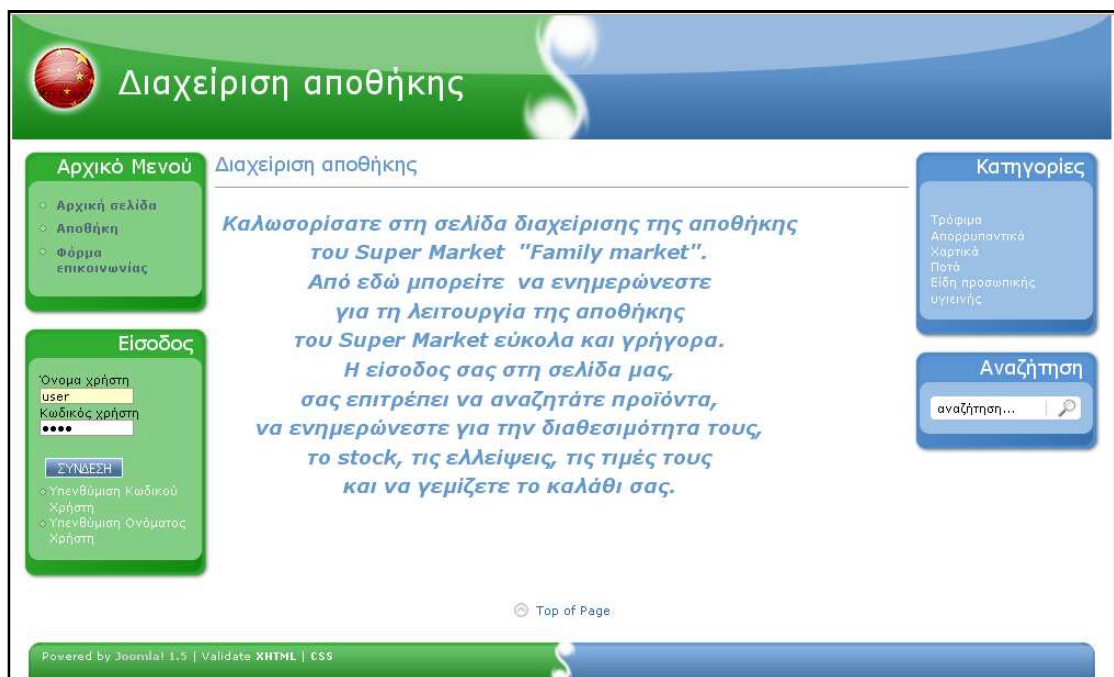 Διαχείριση αποθήκης
Αρχικό Μενού
Αρχική σελίδα
Αποθήκη
Φόρμα
επικοινωνίας
Είσοδος
Όνομα χρήστη
user
Κωδικός χρήστη
••••
ΣΥΝΔΕΣΗ
Υπενθύμιση Κωδικού
Χρήστη
Υπενθύμιση Ονόματος
Χρήστη
Διαχείριση αποθήκης
Καλωσορίσατε στη σελίδα διαχείρισης της αποθήκης
του Super Market "Family market".
Από εδώ μπορείτε να ενημερώνεστε
για τη λειτουργία της αποθήκης
του Super Market εύκολα και γρήγορα.
Η είσοδος σας στη σελίδα μας,
σας επιτρέπει να αναζητάτε προϊόντα,
να ενημερώνεστε για την διαθεσιμότητα τους,
το stock, τις ελλείψεις, τις τιμές τους
και να γεμίζετε το καλάθι σας.
Κατηγορίες
Τρόφιμα
Απορρυπαντικά
Χαρτικά
Ποτά
Είδη προσωπικής
υγιεινής
Αναζήτηση
αναζήτηση...
Top of Page
Powered by Joomla! 1.5 | Validate XHTML | CSS